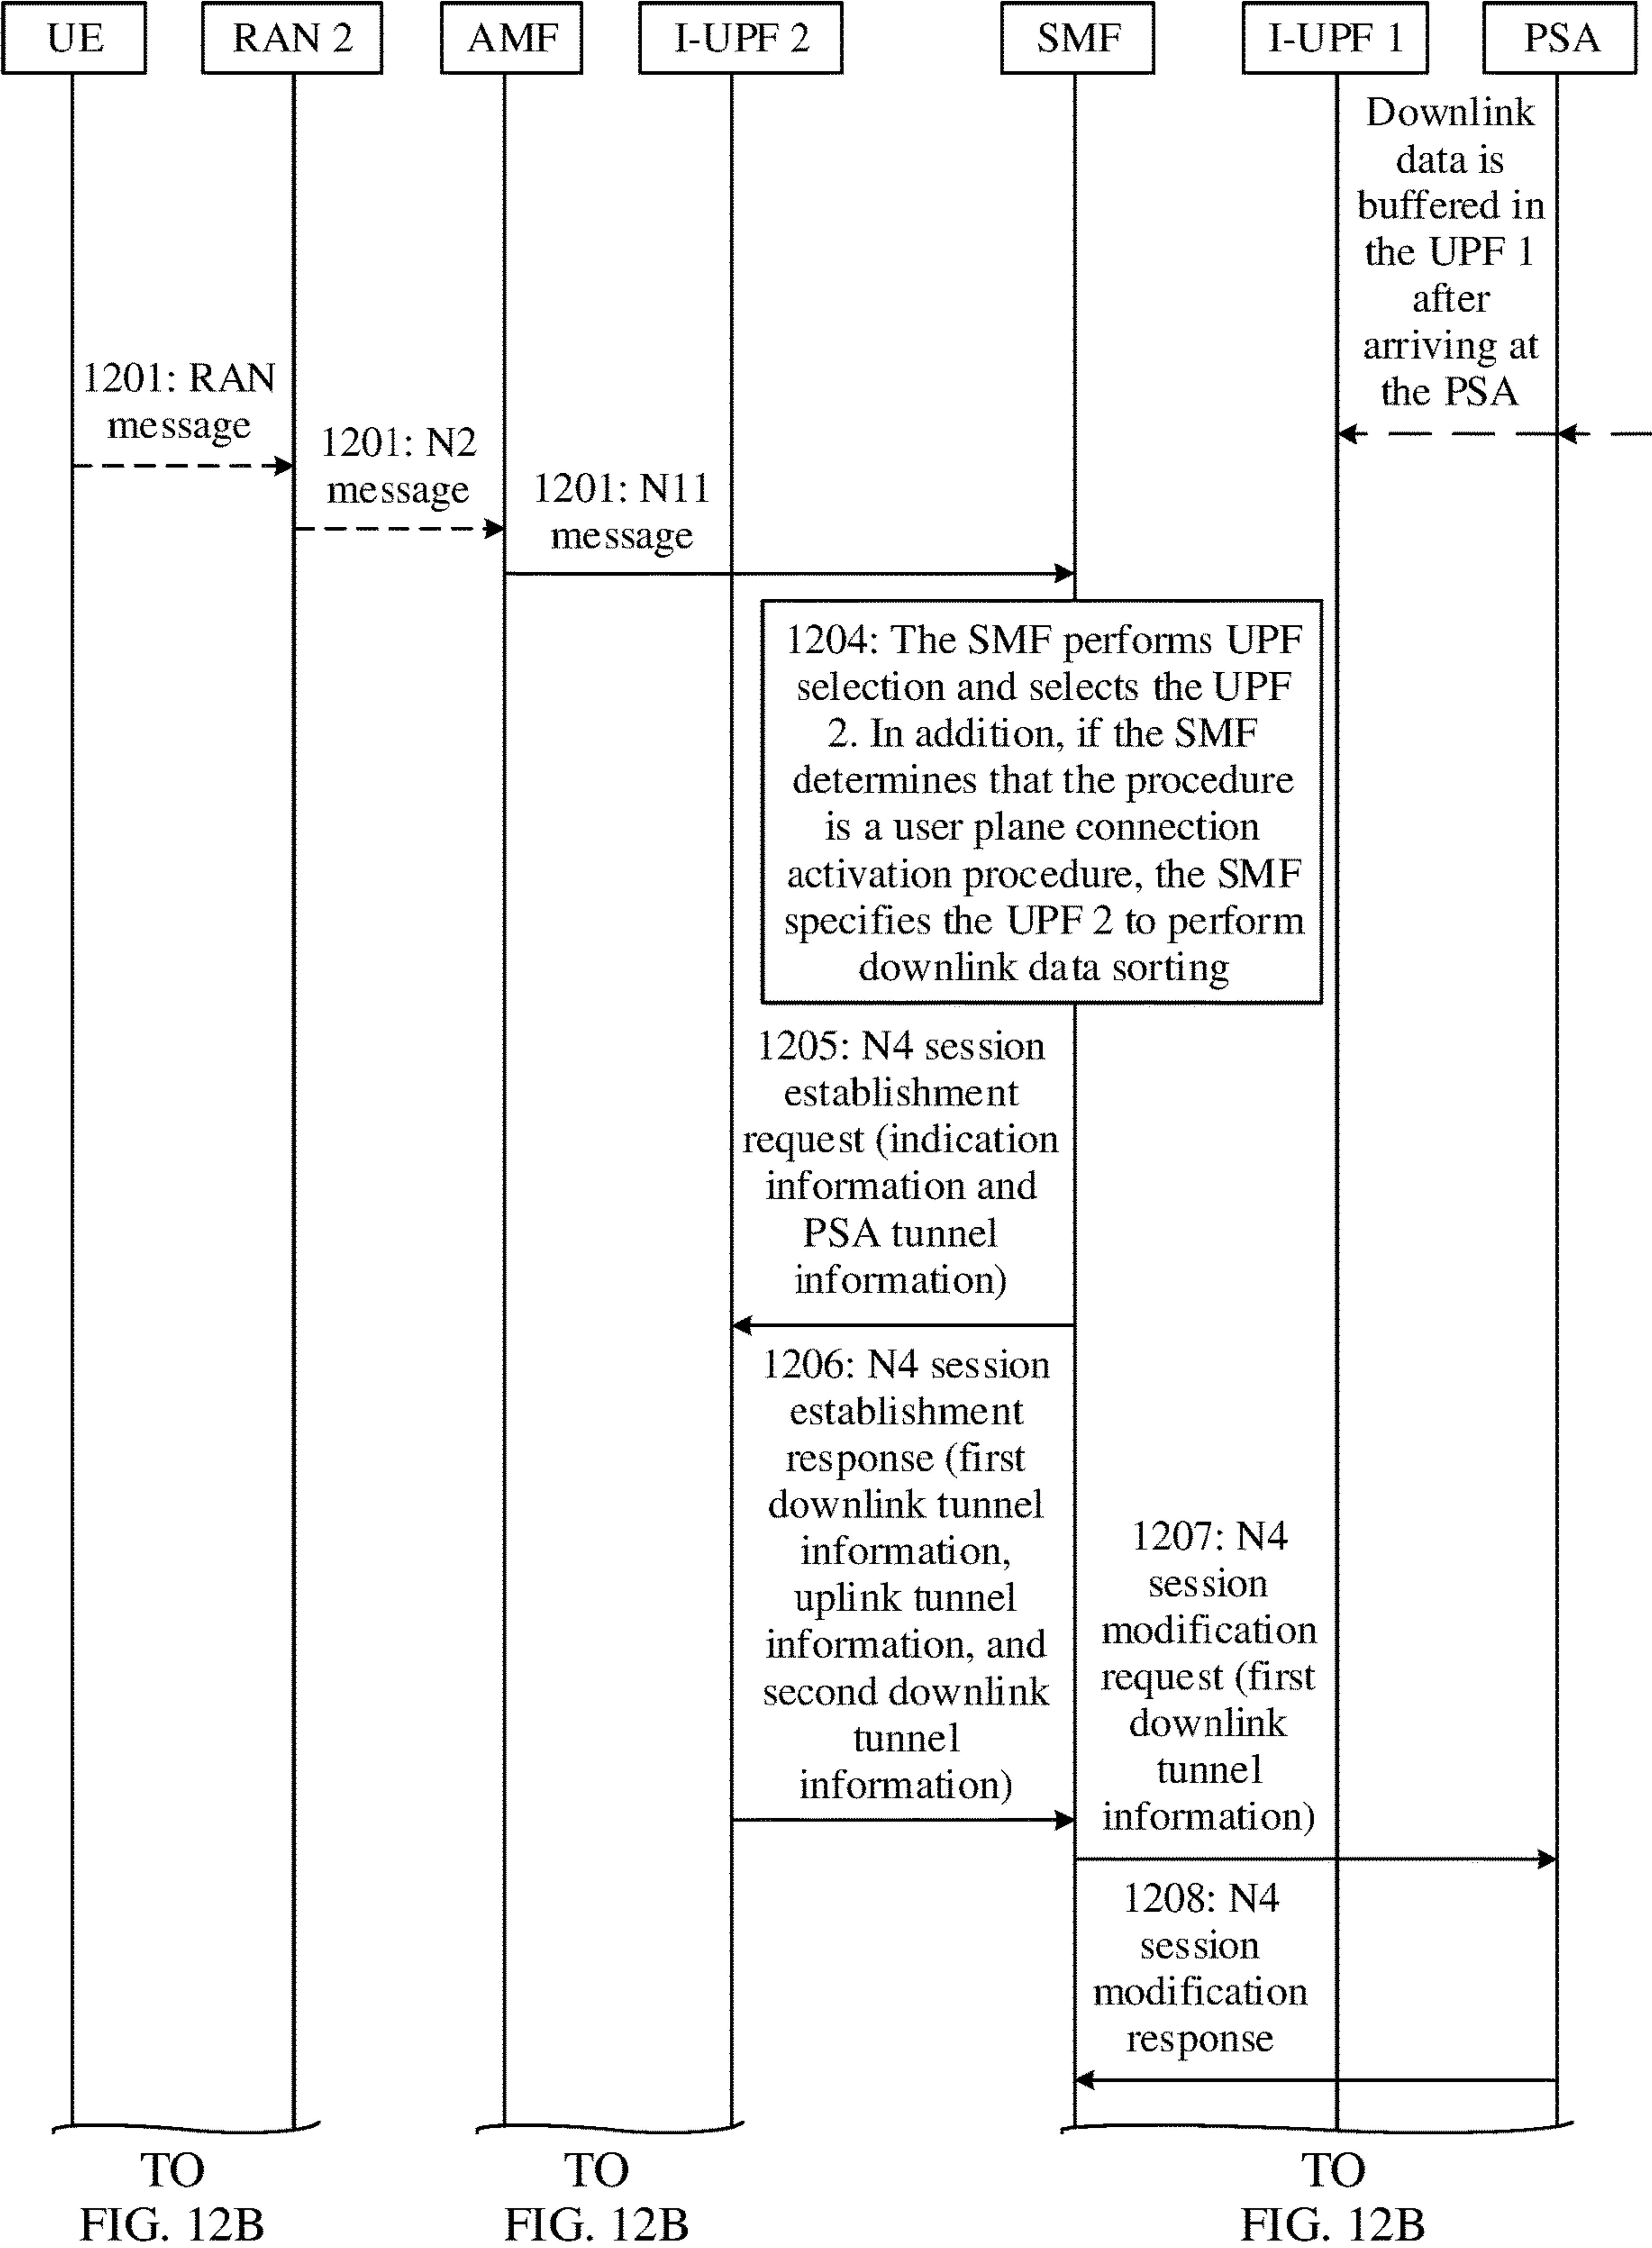 UE
RAN 2
AMF
I-UPF 2
SMF
I-UPF 1
PSA
Downlink
data is
buffered in
the UPF 1
after
arriving at
the PSA
1201: RAN
message
1201: N2
message
1201: N11
message
1204: The SMF performs UPF
selection and selects the UPF
2. In addition, if the SMF
determines that the procedure
is a user plane connection
activation procedure, the SMF
specifies the UPF 2 to perform
downlink data sorting
1205: N4 session
establishment
request (indication
information and
PSA tunnel
information)
1206: N4 session
establishment
response (first
downlink tunnel
information,
uplink tunnel
information, and
second downlink
tunnel
information)
1207: N4
session
modification
request (first
downlink
tunnel
information)
1208: N4
session
modification
response
TO
FIG. 12B
TO
FIG. 12B
TO
FIG. 12B